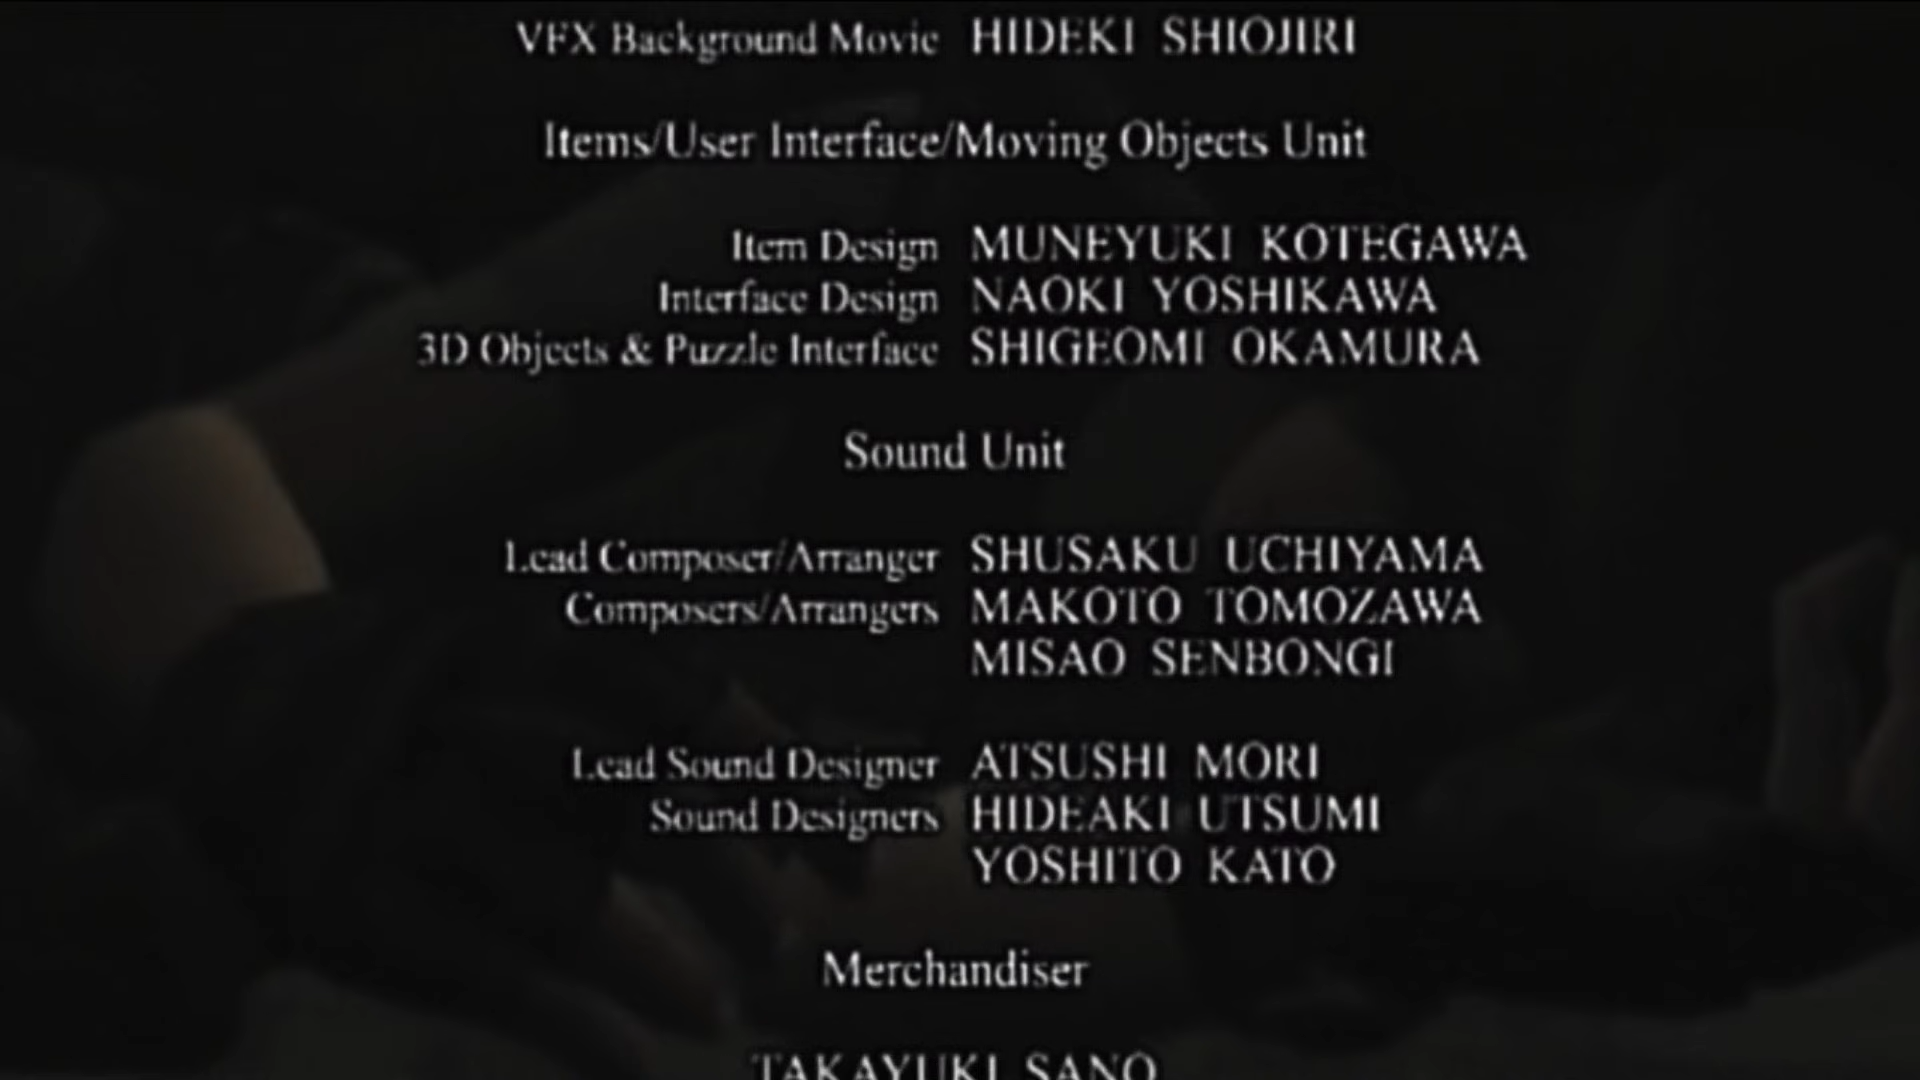 VFX Background Movie HIDEKI SHIOJIRI
Items/User Interface/Moving Objects Unit
Item Design MUNEYUKI KOTEGAWA
Interface Design NAOKI YOSHIKAWA
3D Objects & Puzzle Interface SHIGEOMI OKAMURA
Sound Unit
Lead Composer/Arranger SHUSAKU UCHIYAMA
Composers/Arrangers MAKOTO TOMOZAWA
MISAO SENBONGI
Lead Sound Designer ATSUSHI MORI
Sound Designers HIDEAKI UTSUMI
YOSHITO KATO
Merchandiser
TAKAYUKI SANO